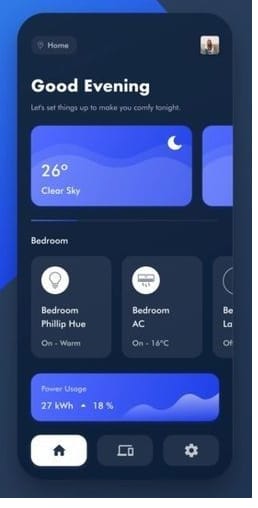 Home
Good Evening
Let's set things up to make you comfy tonight.
26°
Clear Sky
Bedroom
Bedroom
Phillip Hue
On - Warm
Bedroom
AC
On - 16°C
Be
La
Of
Power Usage
27 kWh 18 %